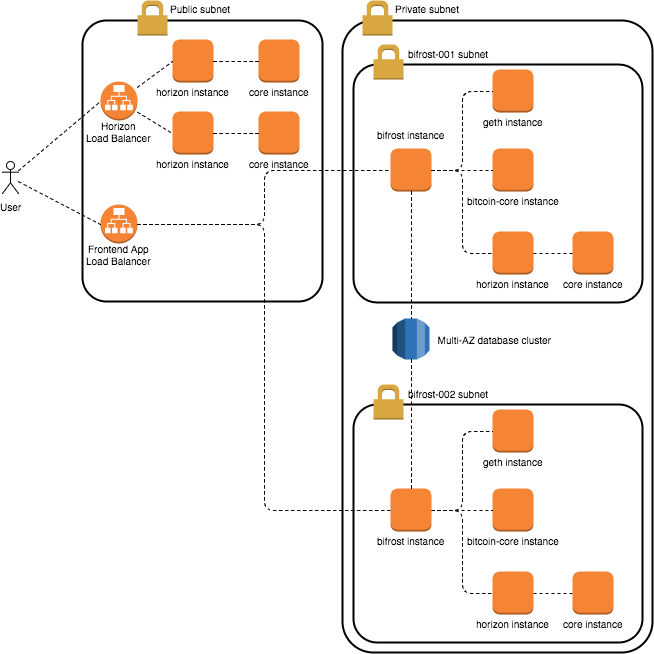 Public subnet
Private subnet
bifrost-001 subnet
horizon instance
core instance
geth instance
Horizon
Load Balancer
bifrost instance
horizon instance
core instance
bitcoin-core instance
User
Frontend App
Load Balancer
horizon instance
core instance
Multi-AZ database cluster
bifrost-002 subnet
geth instance
bifrost instance
bitcoin-core instance
horizon instance
core instance